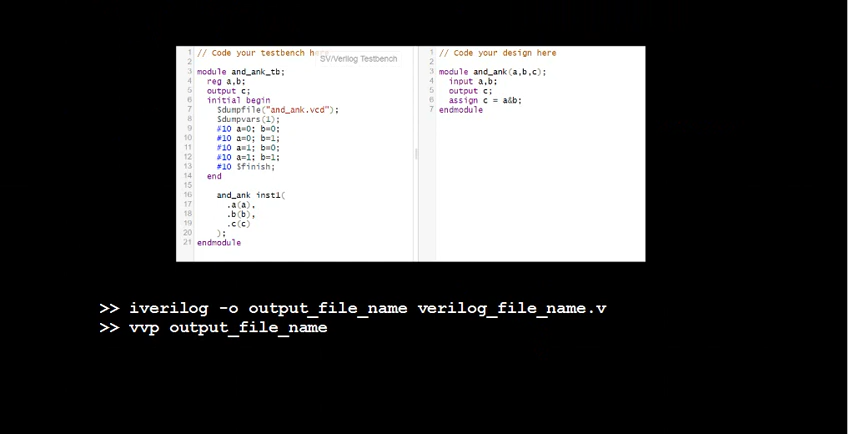 1 // Code your testbench here
SV/Verilog Testbench
2
3 module and_ank_tb;
4 reg a,b;
5 output c;
6 initial begin
7 $dumpfile("and_ank.vcd");
8 $dumpvars(1);
9 #10 a=0; b=0;
10 #10 a=0; b=1;
11 #10 a=1; b=0;
12 #10 a=1; b=1;
13 #10 $finish;
14 end
15
16 and_ank inst1(
17 .a(a),
18 .b(b),
19 .c(c)
20 );
21 endmodule
1 // Code your design here
2
3 module and_ank(a,b,c);
4 input a,b;
5 output c;
6 assign c = a&b;
7 endmodule
>> iverilog -o output_file_name verilog_file_name.v
>> vvp output_file_name